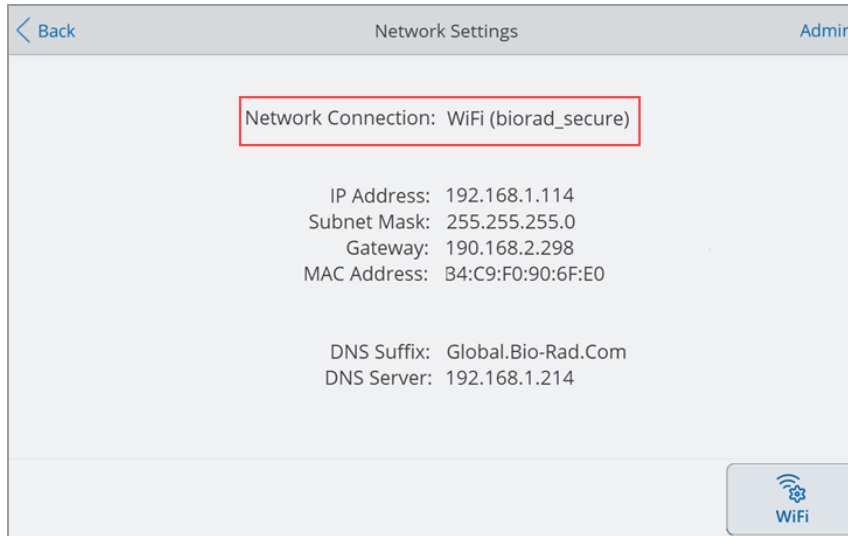 Back Network Settings Admin
Network Connection: WiFi (biorad_secure)
IP Address: 192.168.1.114
Subnet Mask: 255.255.255.0
Gateway: 190.168.2.298
MAC Address: B4:C9:F0:90:6F:E0
DNS Suffix: Global.Bio-Rad.Com
DNS Server: 192.168.1.214
WiFi